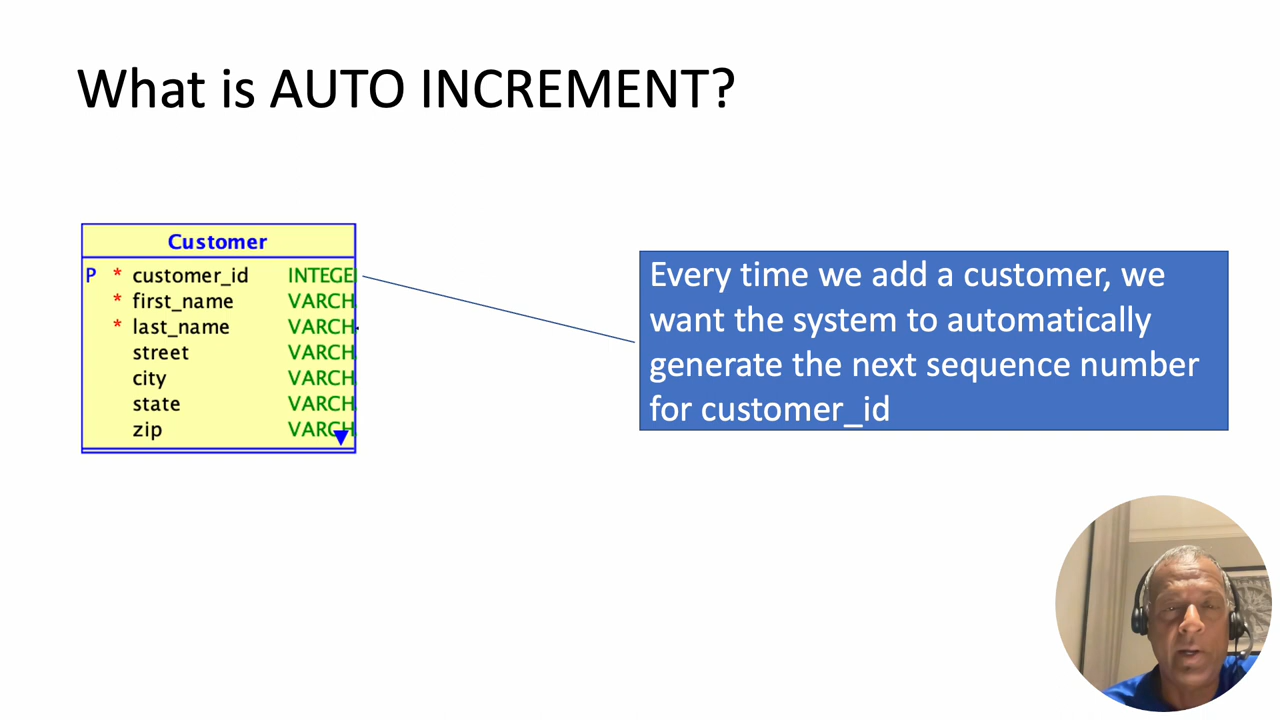 What is AUTO INCREMENT?
Customer
P * customer_id INTEGE
* first_name VARCH
* last_name VARCH
street VARCH
city VARCH
state VARCH
zip VARCH
Every time we add a customer, we
want the system to automatically
generate the next sequence number
for customer_id